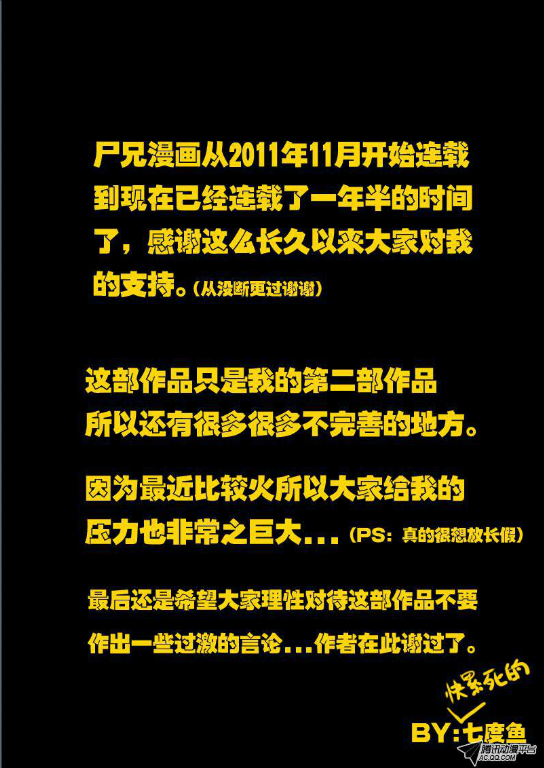 尸兄漫画从2011年11月开始连载
到现在已经连载了一年半的时间
了，感谢这么长久以来大家对我
的支持。(从没断更过谢谢)
这部作品只是我的第二部作品
所以还有很多很多不完善的地方。
因为最近比较火所以大家给我的
压力也非常之巨大...(PS：真的很想放长假)
最后还是希望大家理性对待这部作品不要
作出一些过激的言论...作者在此谢过了。
快累死的
BY:七度鱼
腾讯动漫平台
AC.QQ.COM